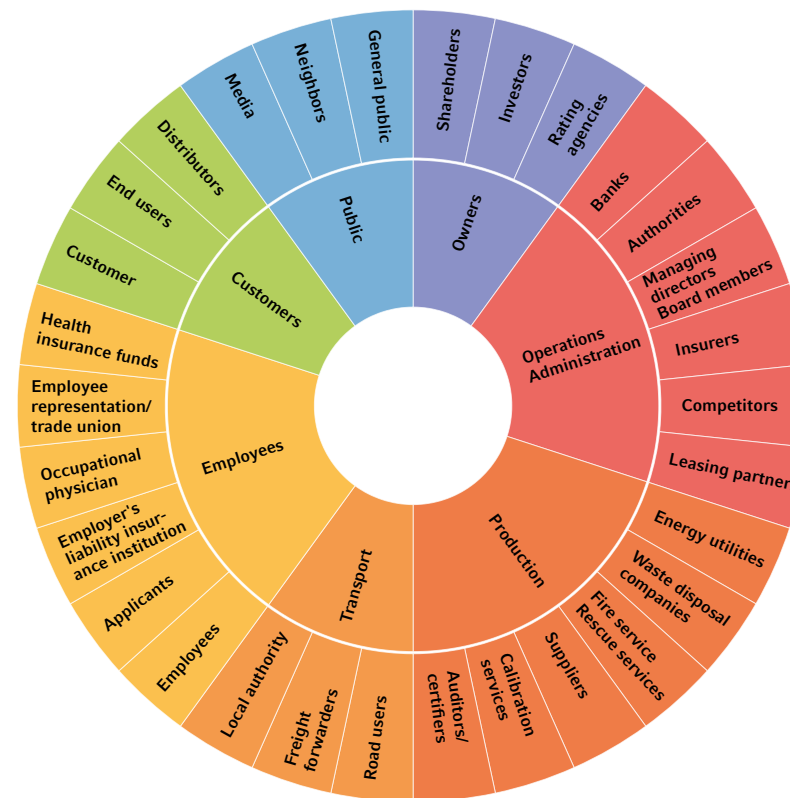 Shareholders
Investors
Rating
agencies
Banks
Authorities
Managing
directors
Board members
Insurers
Competitors
Leasing partner
Energy utilities
Waste disposal
companies
Fire service
Rescue services
Suppliers
Calibration
services
Auditors/
certifiers
Road users
Freight
forwarders
Local authority
Employees
Applicants
Employer's
liability insur-
ance institution
Occupational
physician
Employee
representation/
trade union
Health
insurance funds
Customer
End users
Distributors
Media
Neighbors
General public
Owners
Operations
Administration
Production
Transport
Employees
Customers
Public